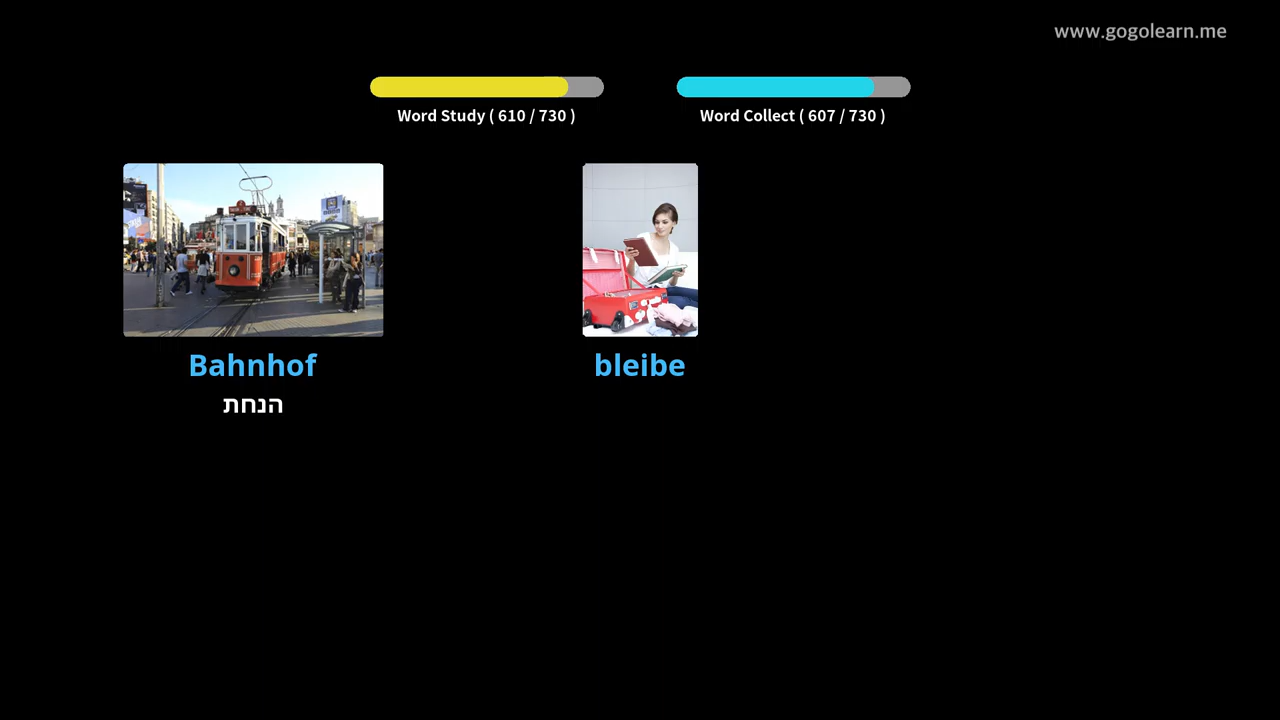 www.gogolearn.me
Word Study ( 610 / 730 )
Word Collect ( 607 / 730 )
Bahnhof
הנחת
bleibe